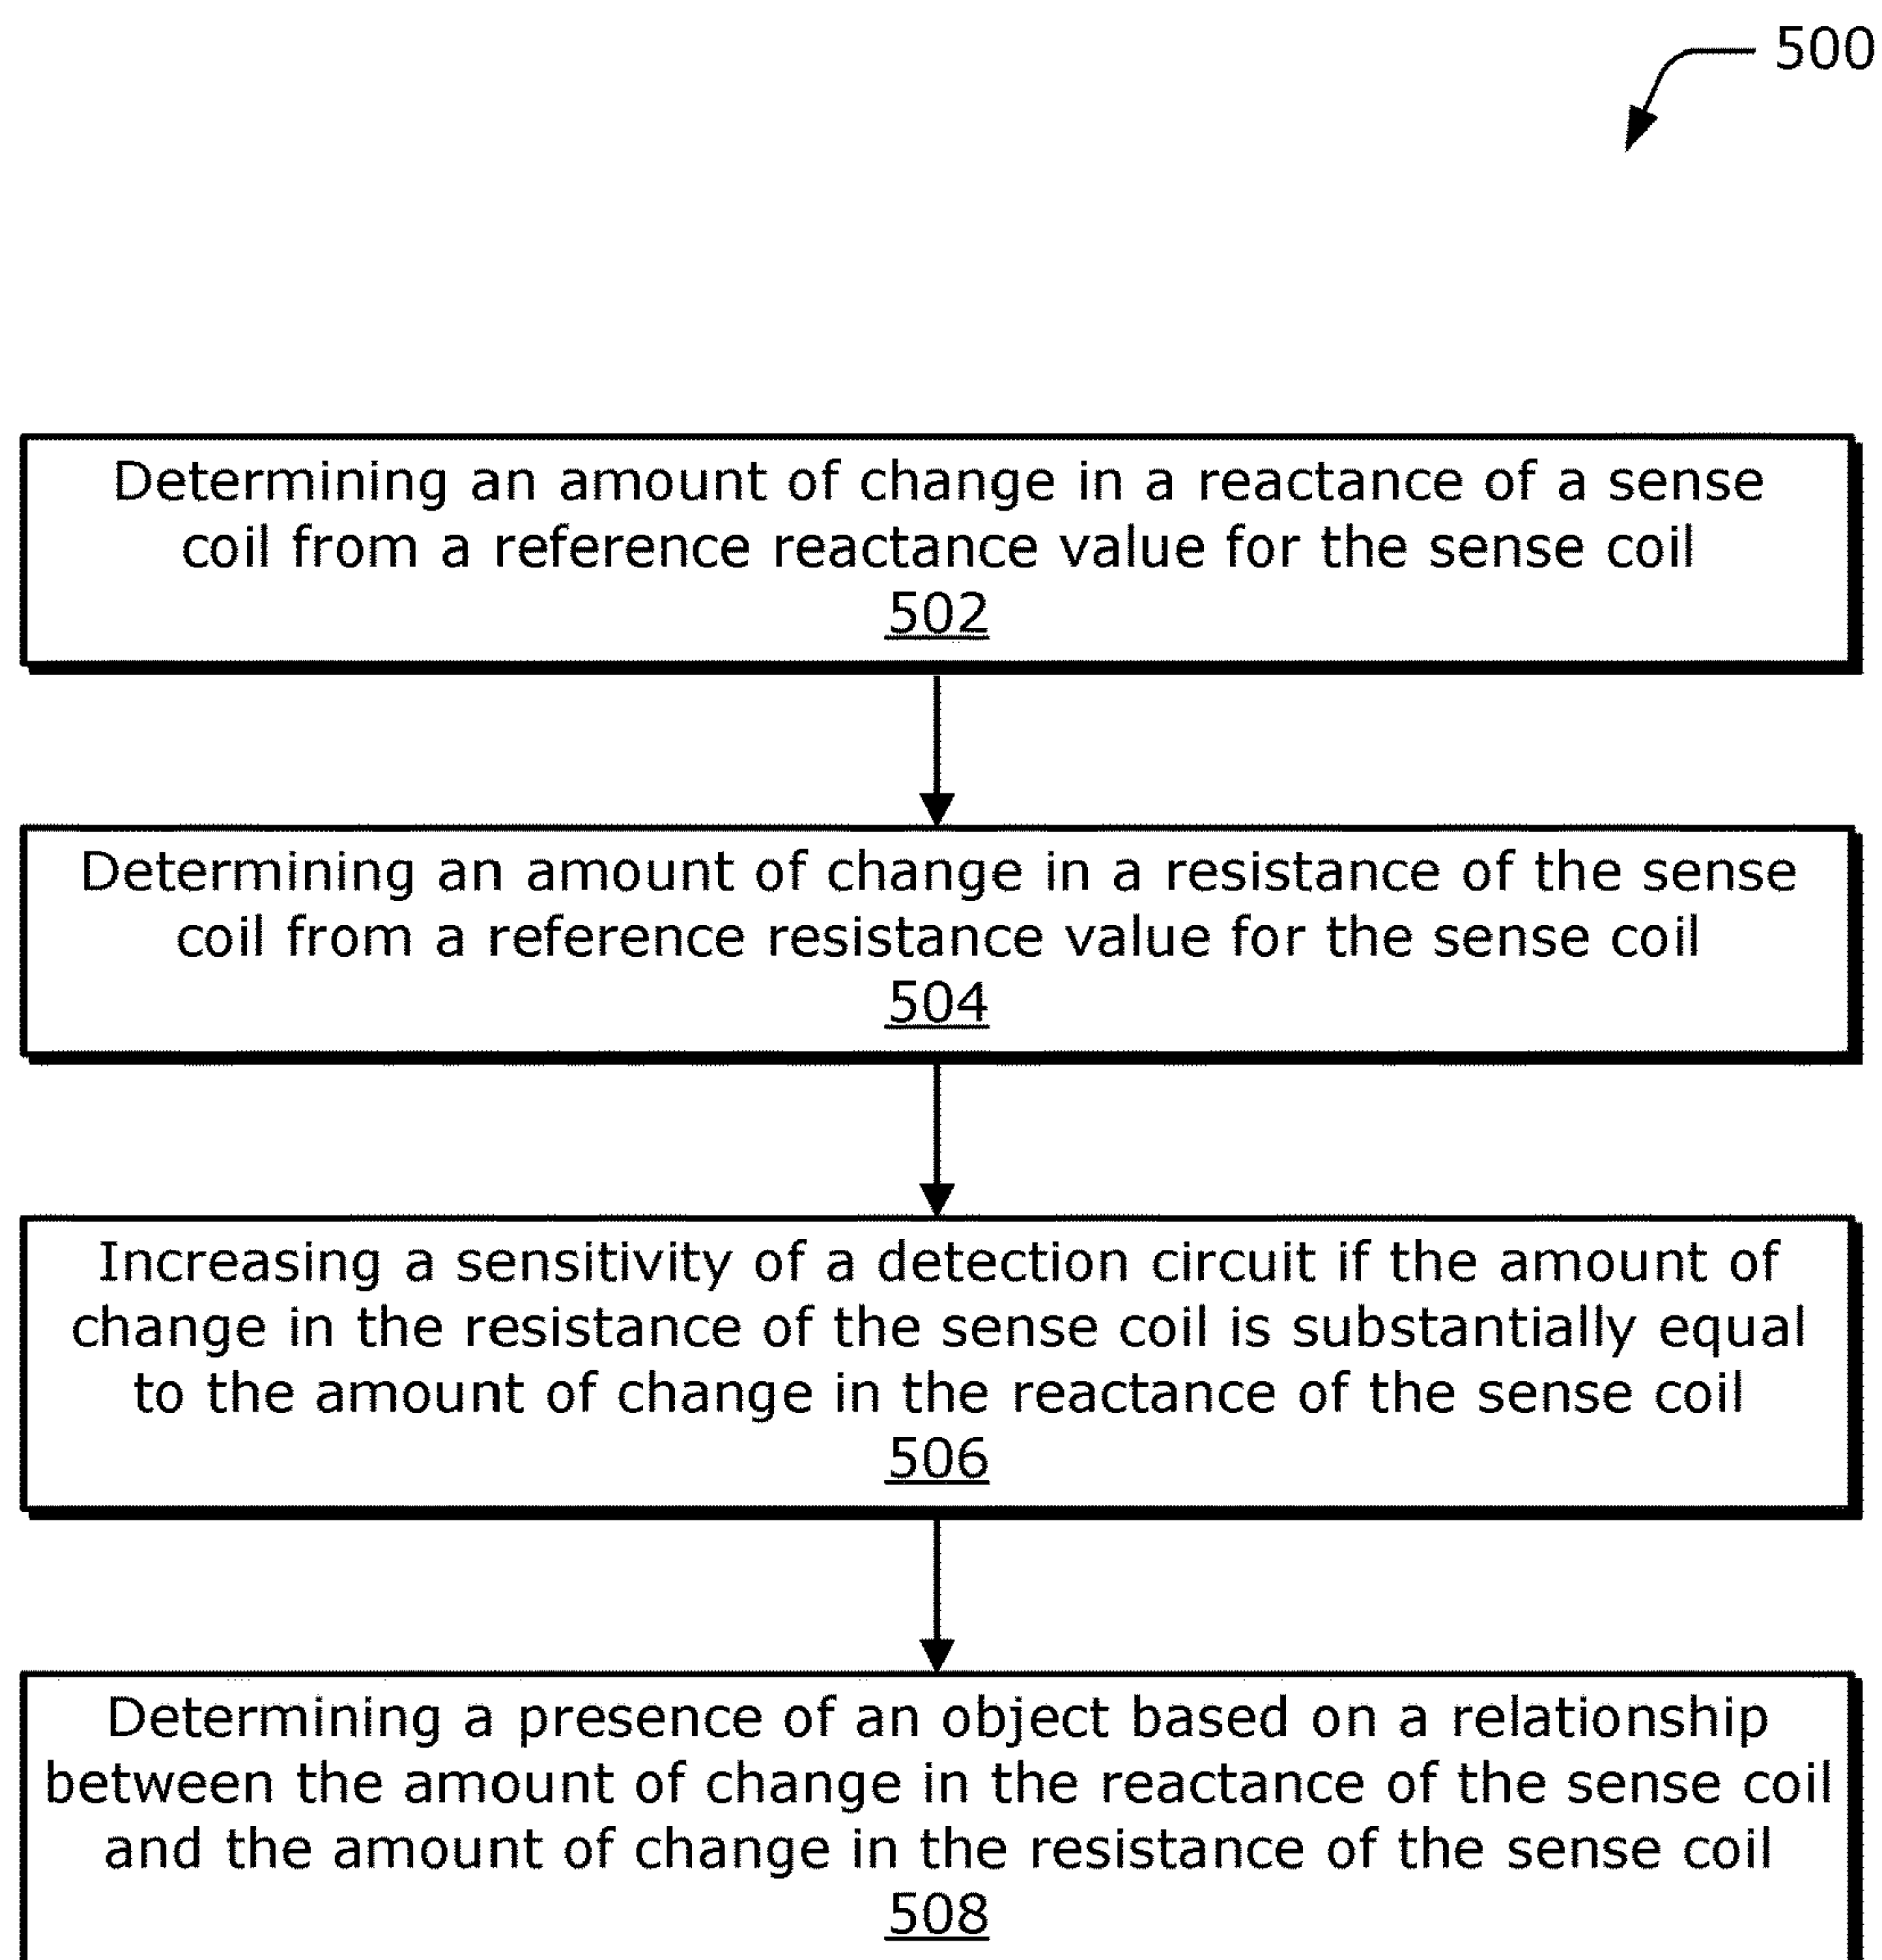 500
Determining an amount of change in a reactance of a sense
coil from a reference reactance value for the sense coil
502
Determining an amount of change in a resistance of the sense
coil from a reference resistance value for the sense coil
504
Increasing a sensitivity of a detection circuit if the amount of
change in the resistance of the sense coil is substantially equal
to the amount of change in the reactance of the sense coil
506
Determining a presence of an object based on a relationship
between the amount of change in the reactance of the sense coil
and the amount of change in the resistance of the sense coil
508